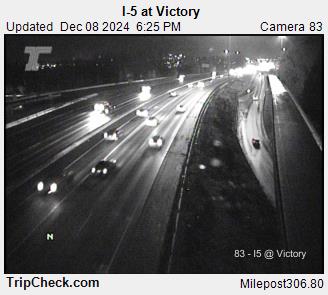 I-5 at Victory
Updated Dec 08 2024 6:25 PM Camera 83
T
N
83 - I5 @ Victory
TripCheck.com Milepost306.80